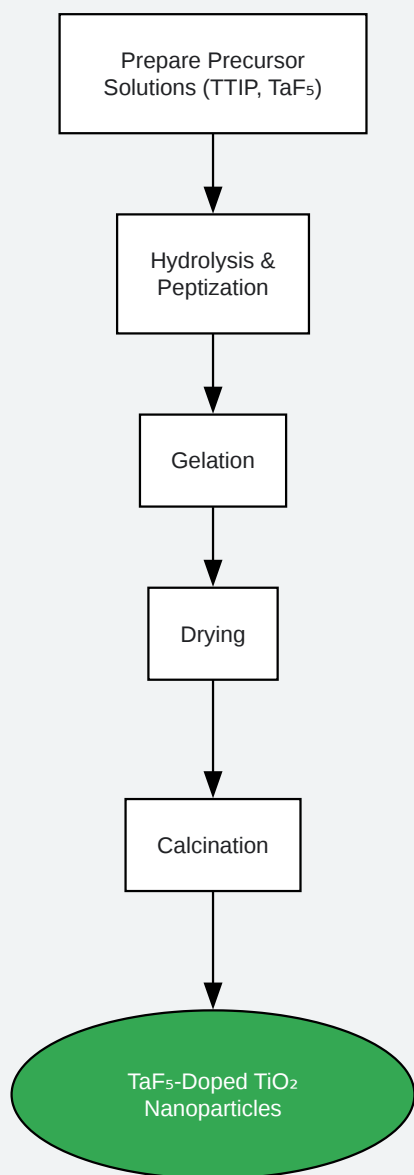 Prepare Precursor
Solutions (TTIP, TaF₅)
Hydrolysis &
Peptization
Gelation
Drying
Calcination
TaF₅-Doped TiO₂
Nanoparticles